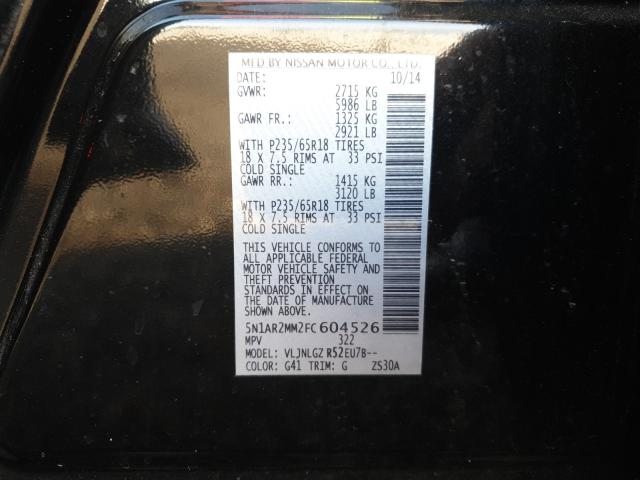 MFD BY NISSAN MOTOR CO., LTD.
DATE: 10/14
GVWR: 2715 KG
5986 LB
GAWR FR.: 1325 KG
2921 LB
WITH P235/65R18 TIRES
18 X 7.5 RIMS AT 33 PSI
COLD SINGLE
GAWR RR.: 1415 KG
3120 LB
WITH P235/65R18 TIRES
18 X 7.5 RIMS AT 33 PSI
COLD SINGLE
THIS VEHICLE CONFORMS TO
ALL APPLICABLE FEDERAL
MOTOR VEHICLE SAFETY AND
THEFT PREVENTION
STANDARDS IN EFFECT ON
THE DATE OF MANUFACTURE
SHOWN ABOVE.
5N1AR2MM2FC604526
MPV 322
MODEL: VLJNLGZ R52EU7B--
COLOR: G41 TRIM: G ZS30A